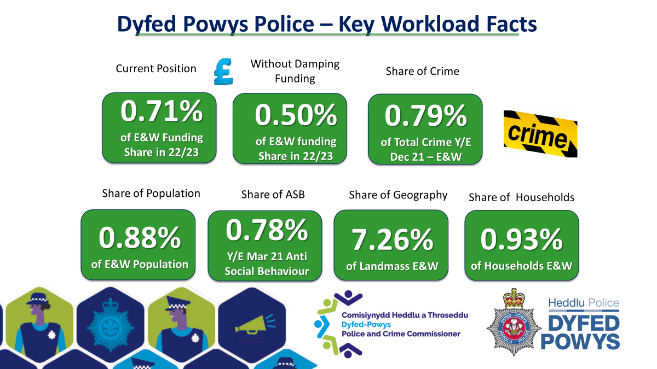 Dyfed Powys Police – Key Workload Facts
Current Position
Without Damping
Funding
Share of Crime
£
0.71%
of E&W Funding
Share in 22/23
0.50%
of E&W funding
Share in 22/23
0.79%
of Total Crime Y/E
Dec 21 – E&W
crime
Share of Population
Share of ASB
Share of Geography
Share of Households
0.88%
of E&W Population
0.78%
Y/E Mar 21 Anti
Social Behaviour
7.26%
of Landmass E&W
0.93%
of Households E&W
Comisiynydd Heddlu a Throseddu
Dyfed-Powys
Police and Crime Commissioner
Heddlu Police
DYFED
POWYS